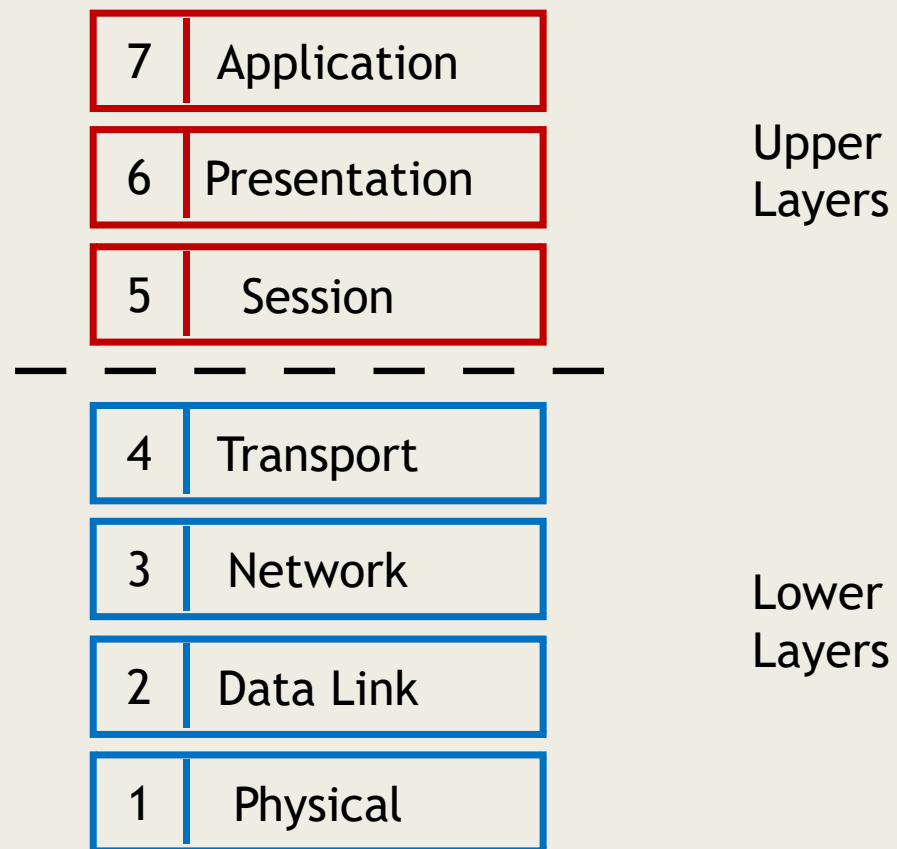 7 Application
6 Presentation
5 Session
Upper
Layers
4 Transport
3 Network
2 Data Link
1 Physical
Lower
Layers